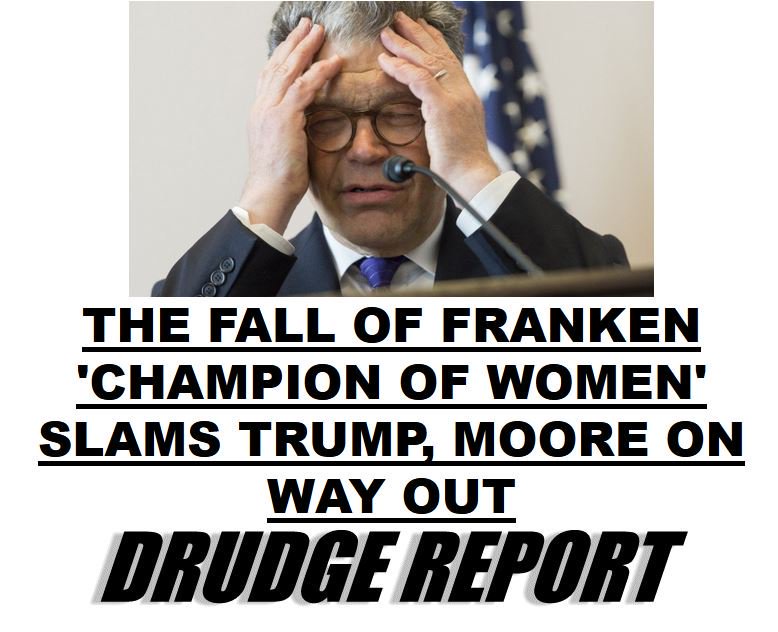 THE FALL OF FRANKEN
'CHAMPION OF WOMEN'
SLAMS TRUMP, MOORE ON
WAY OUT
DRUDGE REPORT